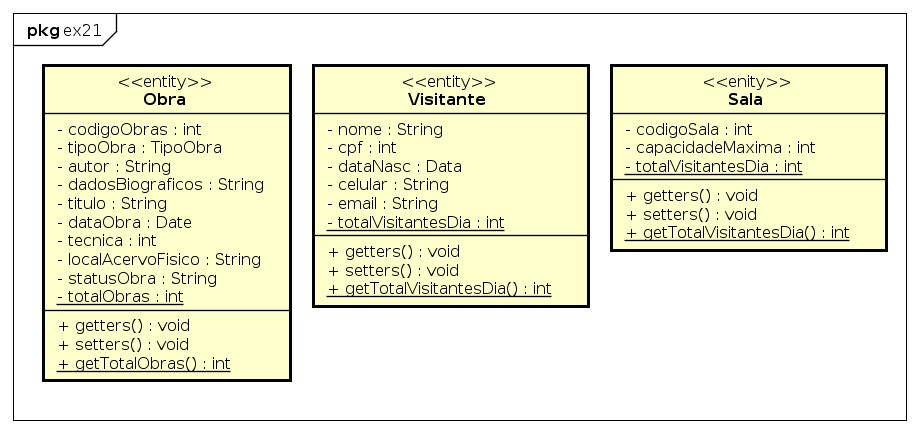 pkg ex21
<<entity>>
Obra
- codigoObras : int
- tipoObra : TipoObra
- autor : String
- dadosBiograficos : String
- titulo : String
- dataObra : Date
- tecnica : int
- localAcervoFisico : String
- statusObra : String
- totalObras : int
+ getters() : void
+ setters() : void
+ getTotalObras() : int
<<entity>>
Visitante
- nome : String
- cpf : int
- dataNasc : Data
- celular : String
- email : String
- totalVisitantesDia : int
+ getters() : void
+ setters() : void
+ getTotalVisitantesDia() : int
<<enity>>
Sala
- codigoSala : int
- capacidadeMaxima : int
- totalVisitantesDia : int
+ getters() : void
+ setters() : void
+ getTotalVisitantesDia() : int